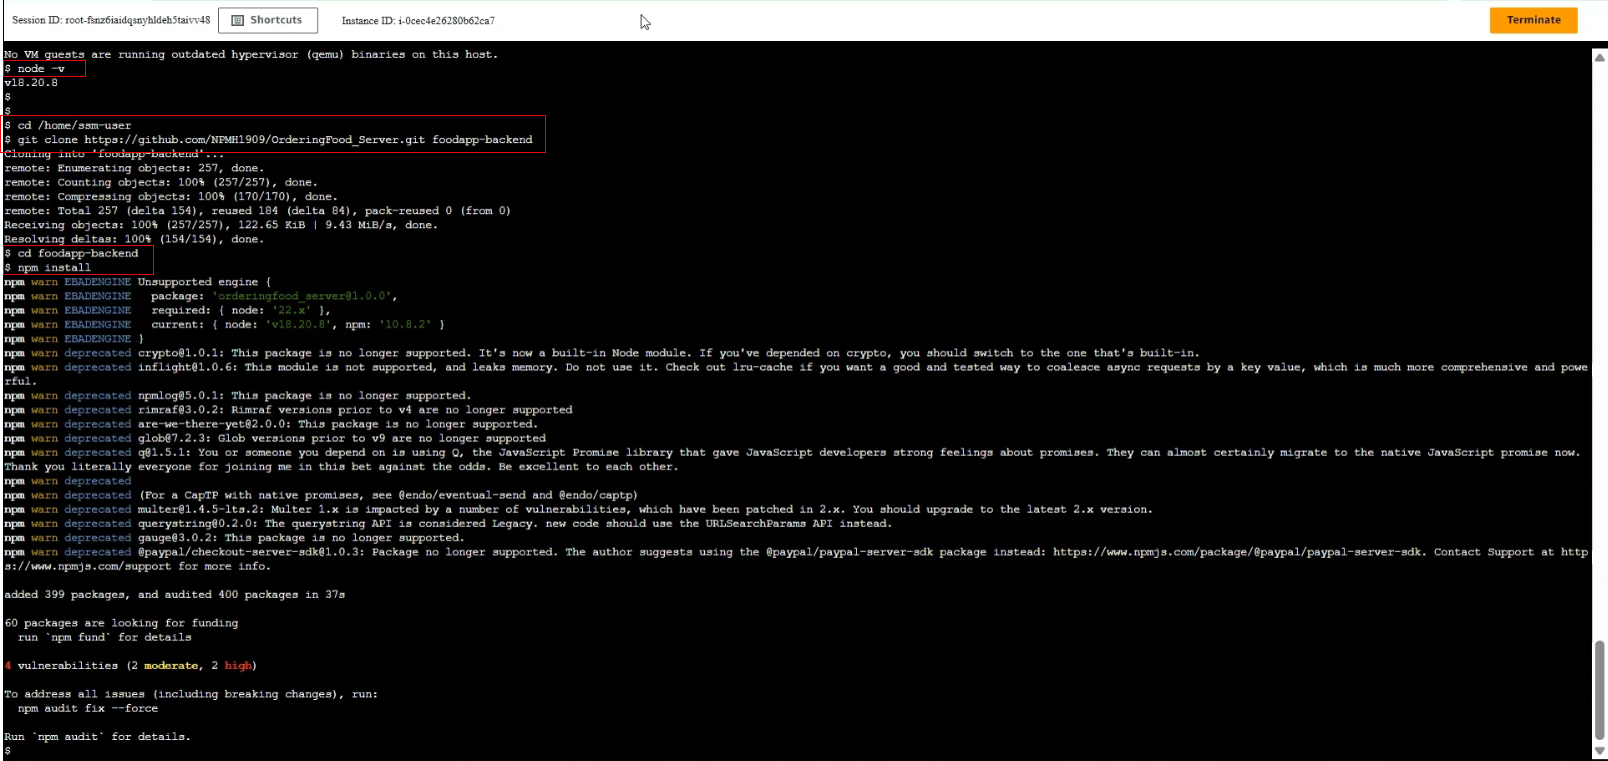 Session ID: root-fsnz6iaidqsnyhldeh5taivv48 Shortcuts Instance ID: i-0cec4e26280b62ca7 Terminate
No VM guests are running outdated hypervisor (qemu) binaries on this host.
$ node -v
v18.20.8
$
$
$ cd /home/ssm-user
$ git clone https://github.com/NPMH1909/OrderingFood_Server.git foodapp-backend
Cloning into 'foodapp-backend'...
remote: Enumerating objects: 257, done.
remote: Counting objects: 100% (257/257), done.
remote: Compressing objects: 100% (170/170), done.
remote: Total 257 (delta 154), reused 184 (delta 84), pack-reused 0 (from 0)
Receiving objects: 100% (257/257), 122.65 KiB | 9.43 MiB/s, done.
Resolving deltas: 100% (154/154), done.
$ cd foodapp-backend
$ npm install
npm warn EBADENGINE Unsupported engine {
npm warn EBADENGINE   package: 'orderingfood_server@1.0.0',
npm warn EBADENGINE   required: { node: '22.x' },
npm warn EBADENGINE   current: { node: 'v18.20.8', npm: '10.8.2' }
npm warn EBADENGINE }
npm warn deprecated crypto@1.0.1: This package is no longer supported. It's now a built-in Node module. If you've depended on crypto, you should switch to the one that's built-in.
npm warn deprecated inflight@1.0.6: This module is not supported, and leaks memory. Do not use it. Check out lru-cache if you want a good and tested way to coalesce async requests by a key value, which is much more comprehensive and powe
rful.
npm warn deprecated npmlog@5.0.1: This package is no longer supported.
npm warn deprecated rimraf@3.0.2: Rimraf versions prior to v4 are no longer supported
npm warn deprecated are-we-there-yet@2.0.0: This package is no longer supported.
npm warn deprecated glob@7.2.3: Glob versions prior to v9 are no longer supported
npm warn deprecated q@1.5.1: You or someone you depend on is using Q, the JavaScript Promise library that gave JavaScript developers strong feelings about promises. They can almost certainly migrate to the native JavaScript promise now.
Thank you literally everyone for joining me in this bet against the odds. Be excellent to each other.
npm warn deprecated
npm warn deprecated (For a CapTP with native promises, see @endo/eventual-send and @endo/captp)
npm warn deprecated multer@1.4.5-lts.2: Multer 1.x is impacted by a number of vulnerabilities, which have been patched in 2.x. You should upgrade to the latest 2.x version.
npm warn deprecated querystring@0.2.0: The querystring API is considered Legacy. new code should use the URLSearchParams API instead.
npm warn deprecated gauge@3.0.2: This package is no longer supported.
npm warn deprecated @paypal/checkout-server-sdk@1.0.3: Package no longer supported. The author suggests using the @paypal/paypal-server-sdk package instead: https://www.npmjs.com/package/@paypal/paypal-server-sdk. Contact Support at http
s://www.npmjs.com/support for more info.
added 399 packages, and audited 400 packages in 37s
60 packages are looking for funding
  run `npm fund` for details
4 vulnerabilities (2 moderate, 2 high)
To address all issues (including breaking changes), run:
  npm audit fix --force
Run `npm audit` for details.
$